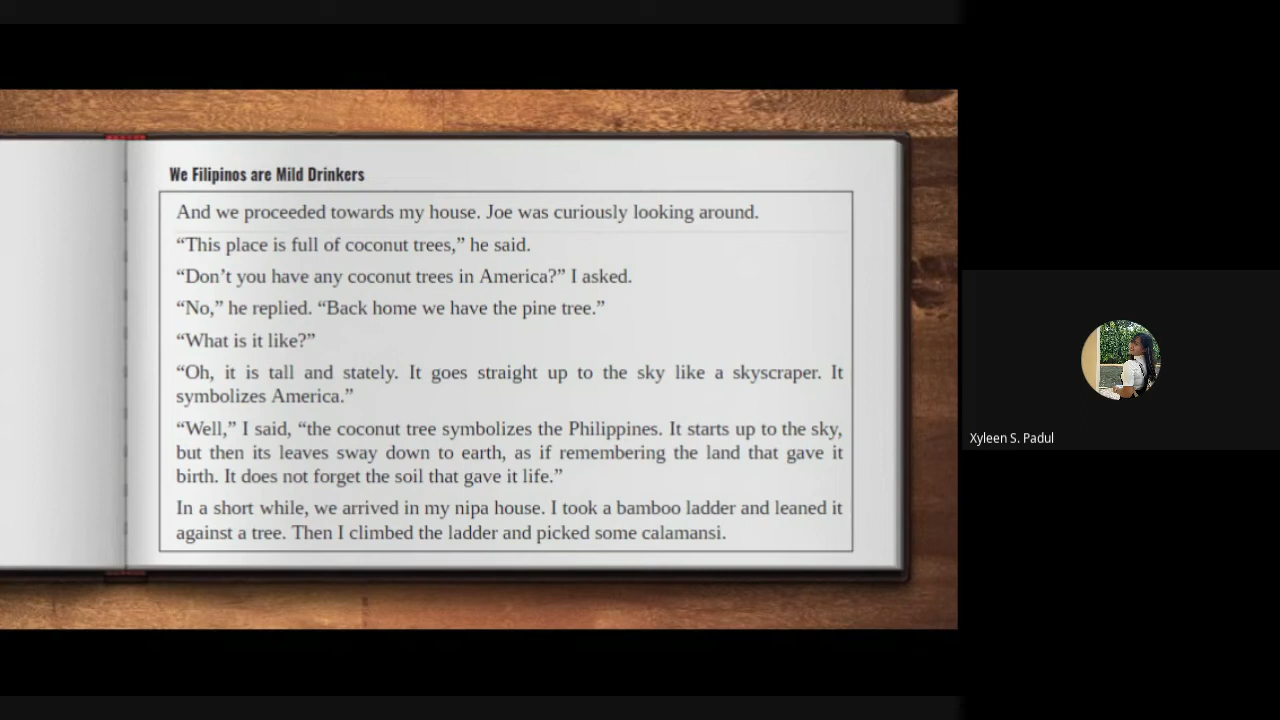 We Filipinos are Mild Drinkers
And we proceeded towards my house. Joe was curiously looking around.
“This place is full of coconut trees,” he said.
“Don’t you have any coconut trees in America?” I asked.
“No,” he replied. “Back home we have the pine tree.”
“What is it like?”
“Oh, it is tall and stately. It goes straight up to the sky like a skyscraper. It
symbolizes America.”
“Well,” I said, “the coconut tree symbolizes the Philippines. It starts up to the sky,
but then its leaves sway down to earth, as if remembering the land that gave it
birth. It does not forget the soil that gave it life.”
In a short while, we arrived in my nipa house. I took a bamboo ladder and leaned it
against a tree. Then I climbed the ladder and picked some calamansi.
Xyleen S. Padul